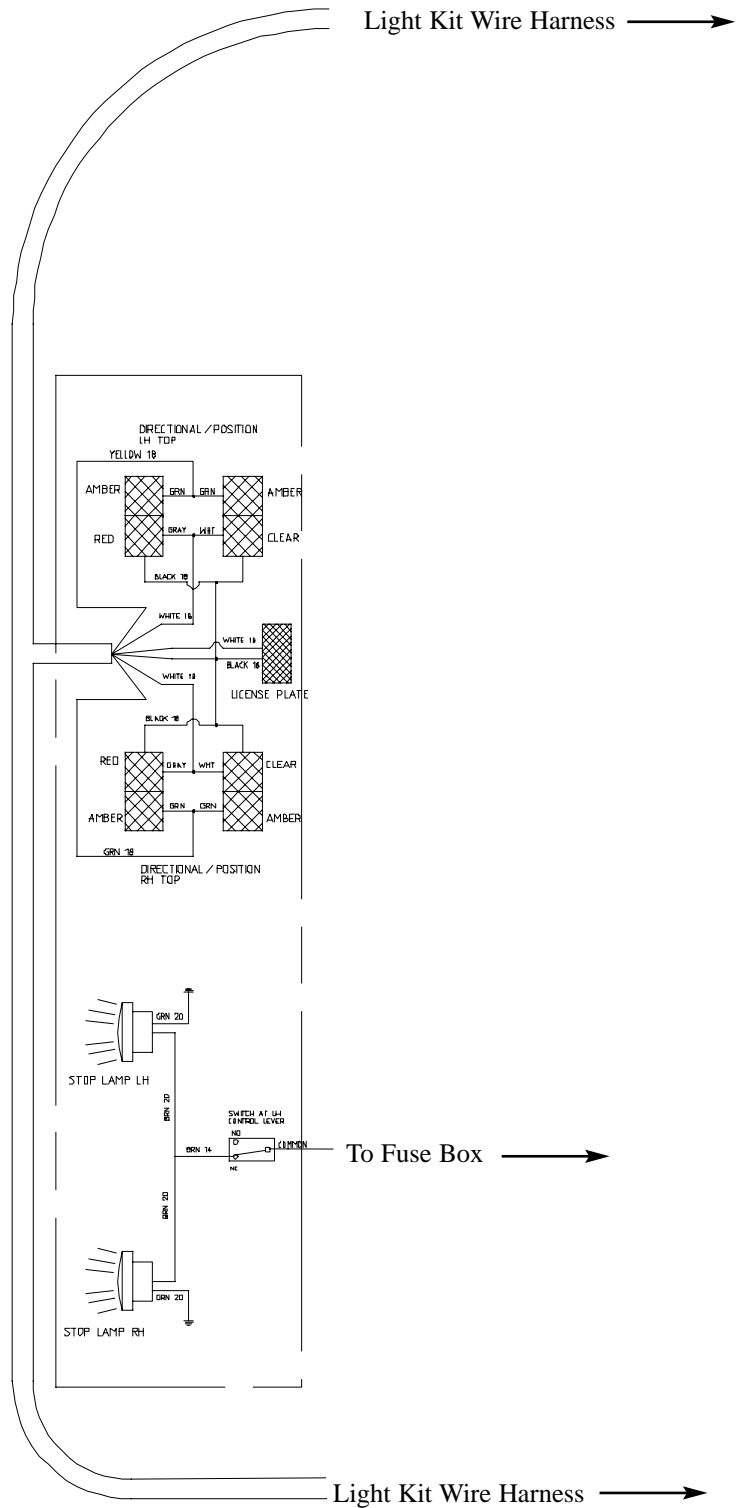 Light Kit Wire Harness
DIRECTIONAL / POSITION
LH TOP
YELLOW 18
AMBER
GRN
GRN
AMBER
RED
GRAY
WHT
CLEAR
BLACK 18
WHITE 18
WHITE 18
BLACK 18
WHITE 18
LICENSE PLATE
BLACK 18
RED
GRAY
WHT
CLEAR
AMBER
GRN
GRN
AMBER
GRN 18
DIRECTIONAL / POSITION
RH TOP
GRN 20
STOP LAMP LH
BRN 20
SWITCH AT LH
CONTROL LEVER
NO
COMMON
BRN 14
To Fuse Box
NC
BRN 20
GRN 20
STOP LAMP RH
Light Kit Wire Harness